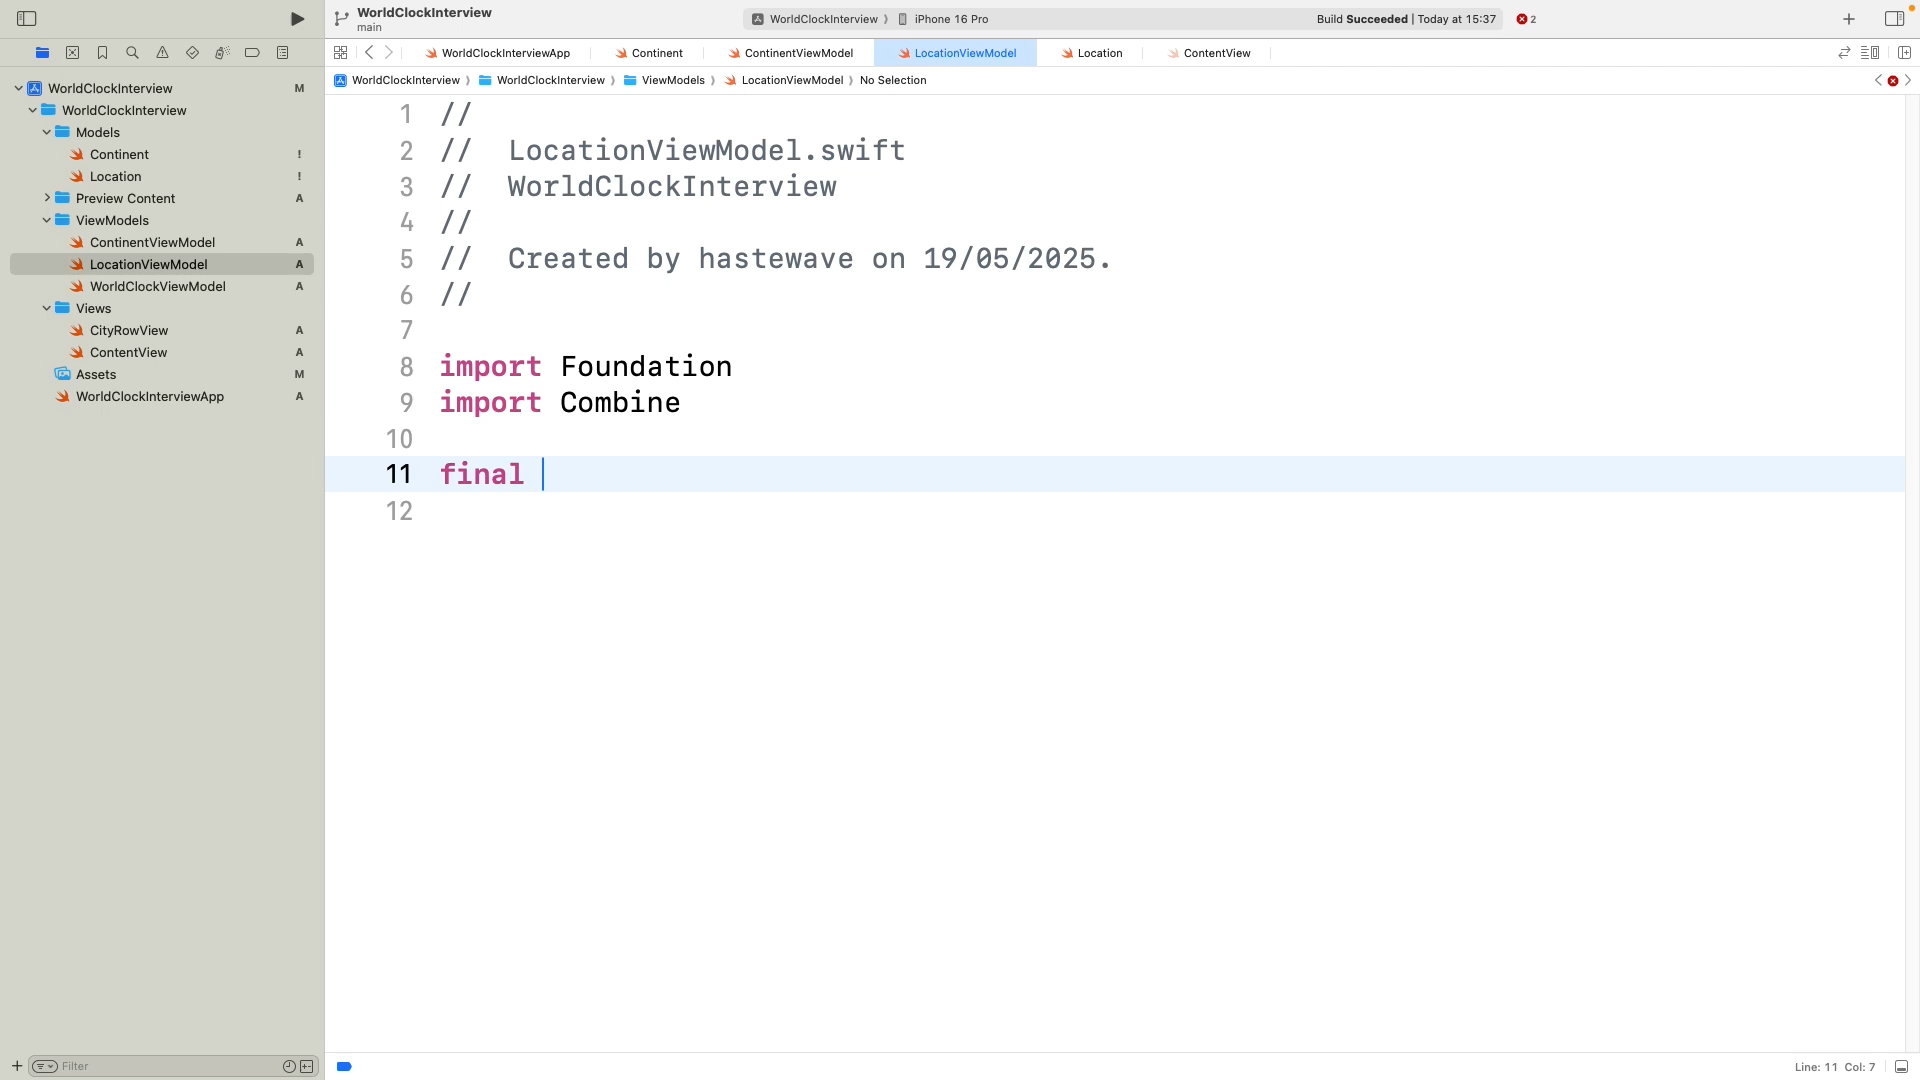 WorldClockInterview
main
WorldClockInterview
iPhone 16 Pro
Build Succeeded | Today at 15:37
2
WorldClockInterviewApp
Continent
ContinentViewModel
LocationViewModel
Location
ContentView
WorldClockInterview
WorldClockInterview
ViewModels
LocationViewModel
No Selection
WorldClockInterview M
WorldClockInterview
Models
Continent !
Location !
Preview Content A
ViewModels
ContinentViewModel A
LocationViewModel A
WorldClockViewModel A
Views
CityRowView A
ContentView A
Assets M
WorldClockInterviewApp A
Filter
1 //
2 //  LocationViewModel.swift
3 //  WorldClockInterview
4 //
5 //  Created by hastewave on 19/05/2025.
6 //
7
8 import Foundation
9 import Combine
10
11 final
12
Line: 11 Col: 7